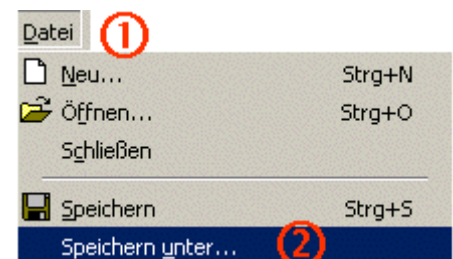 Datei 1
Neu... Strg+N
Öffnen... Strg+O
Schließen
Speichern Strg+S
Speichern unter... 2